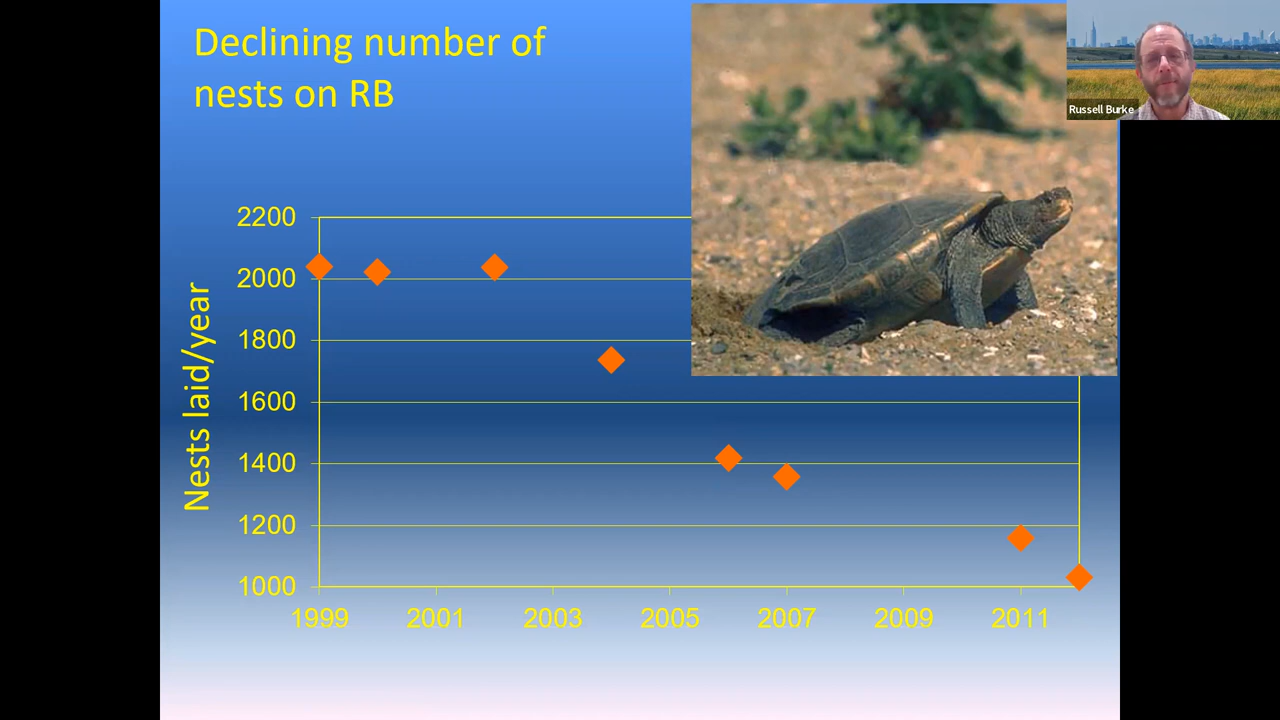 Declining number of
nests on RB
Russell Burke
Nests laid/year
2200
2000
1800
1600
1400
1200
1000
1999 2001 2003 2005 2007 2009 2011